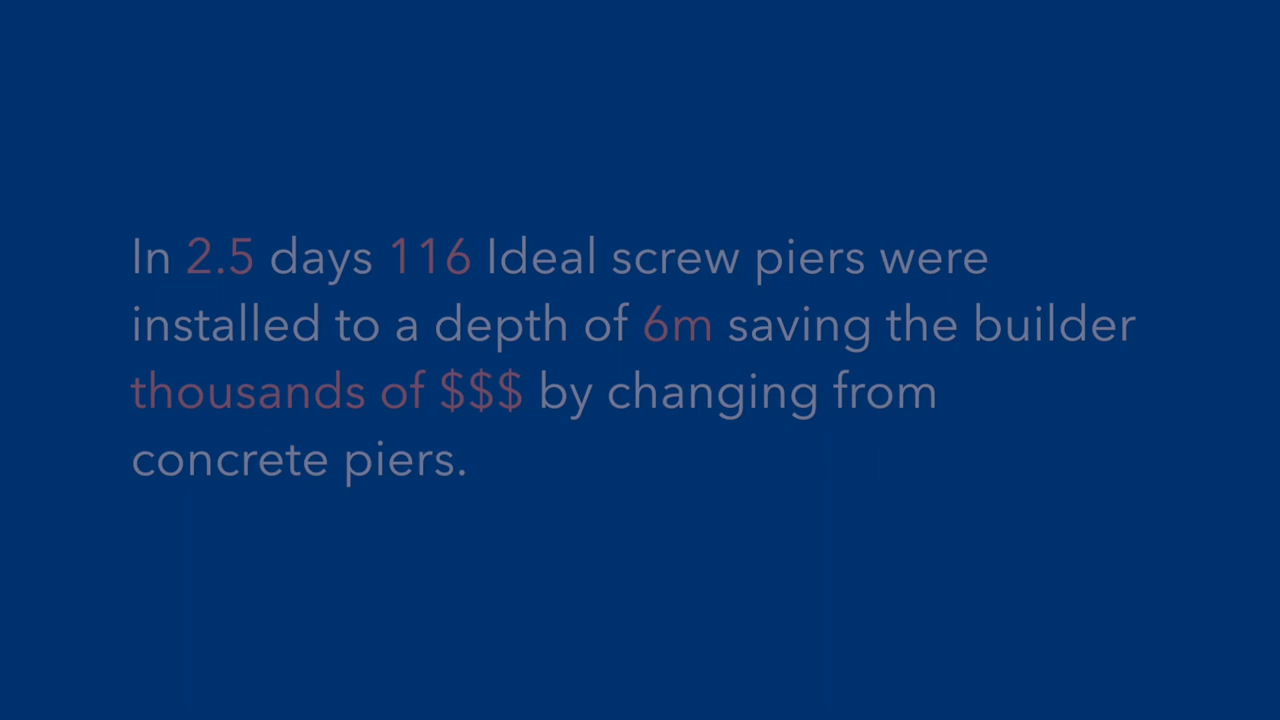 In 2.5 days 116 Ideal screw piers were
installed to a depth of 6m saving the builder
thousands of $$$ by changing from
concrete piers.